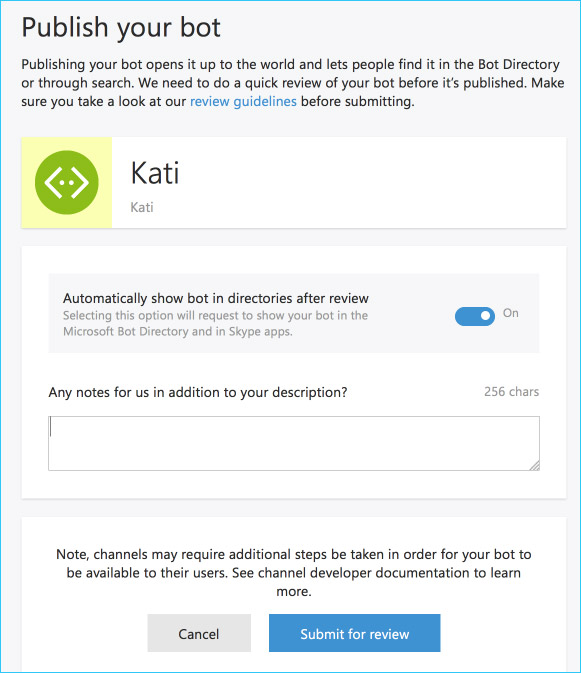 Publish your bot
Publishing your bot opens it up to the world and lets people find it in the Bot Directory
or through search. We need to do a quick review of your bot before it’s published. Make
sure you take a look at our review guidelines before submitting.
Kati
Kati
Automatically show bot in directories after review
Selecting this option will request to show your bot in the
Microsoft Bot Directory and in Skype apps.
On
Any notes for us in addition to your description?
256 chars
Note, channels may require additional steps be taken in order for your bot to
be available to their users. See channel developer documentation to learn
more.
Cancel
Submit for review